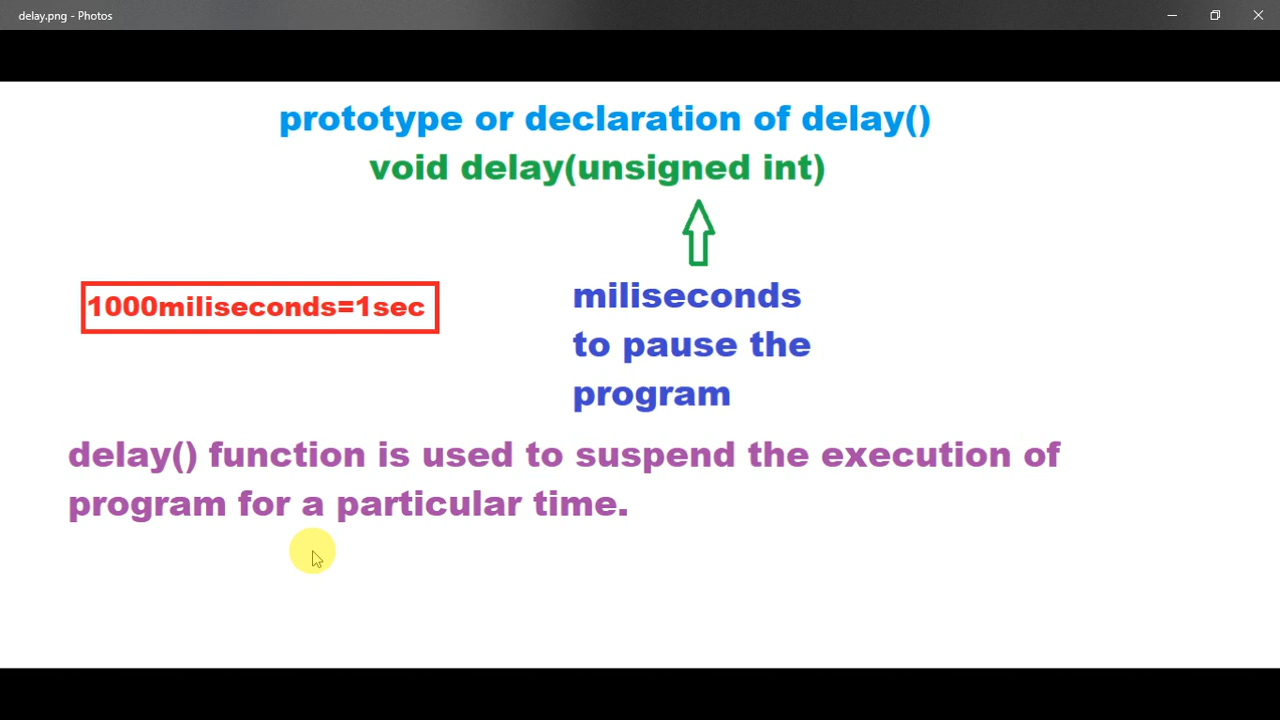 delay.png - Photos
prototype or declaration of delay()
void delay(unsigned int)
1000miliseconds=1sec
miliseconds
to pause the
program
delay() function is used to suspend the execution of
program for a particular time.